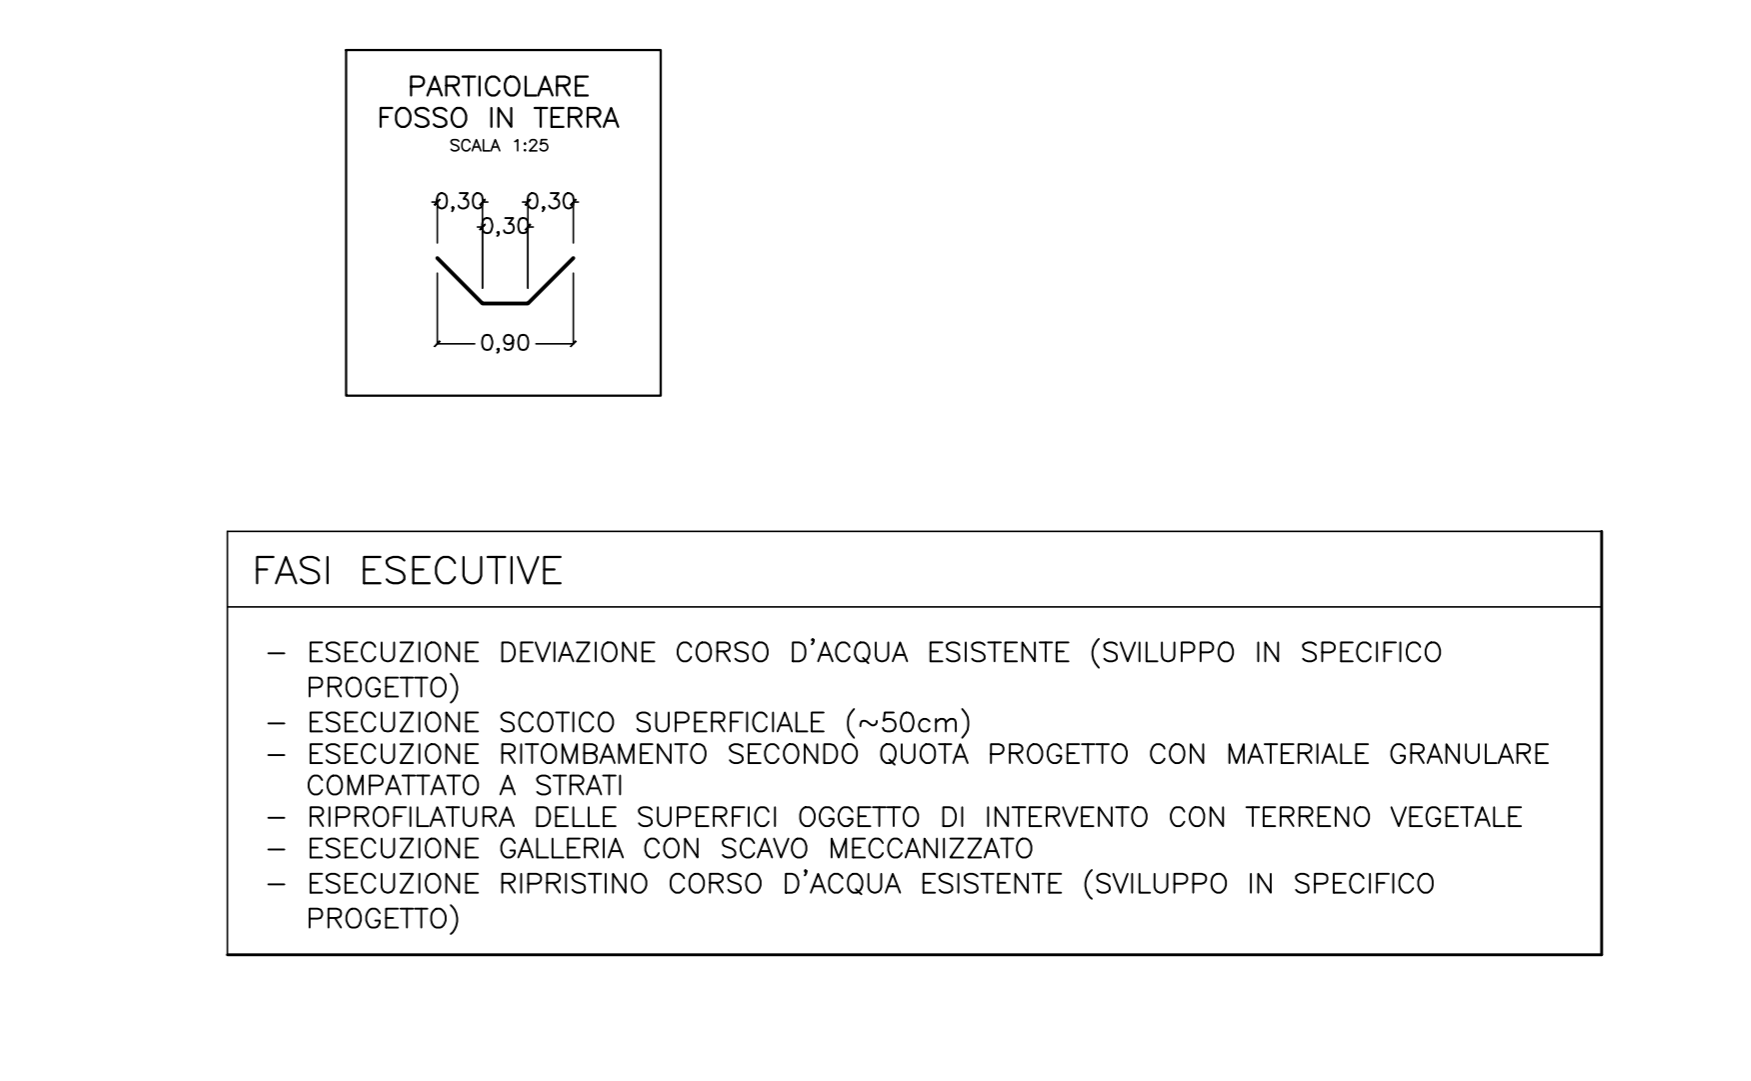 PARTICOLARE
FOSSO IN TERRA
SCALA 1:25
0,30 0,30
0,30
0,90
FASI ESECUTIVE
– ESECUZIONE DEVIAZIONE CORSO D'ACQUA ESISTENTE (SVILUPPO IN SPECIFICO
PROGETTO)
– ESECUZIONE SCOTICO SUPERFICIALE (~50cm)
– ESECUZIONE RITOMBAMENTO SECONDO QUOTA PROGETTO CON MATERIALE GRANULARE
COMPATTATO A STRATI
– RIPROFILATURA DELLE SUPERFICI OGGETTO DI INTERVENTO CON TERRENO VEGETALE
– ESECUZIONE GALLERIA CON SCAVO MECCANIZZATO
– ESECUZIONE RIPRISTINO CORSO D'ACQUA ESISTENTE (SVILUPPO IN SPECIFICO
PROGETTO)